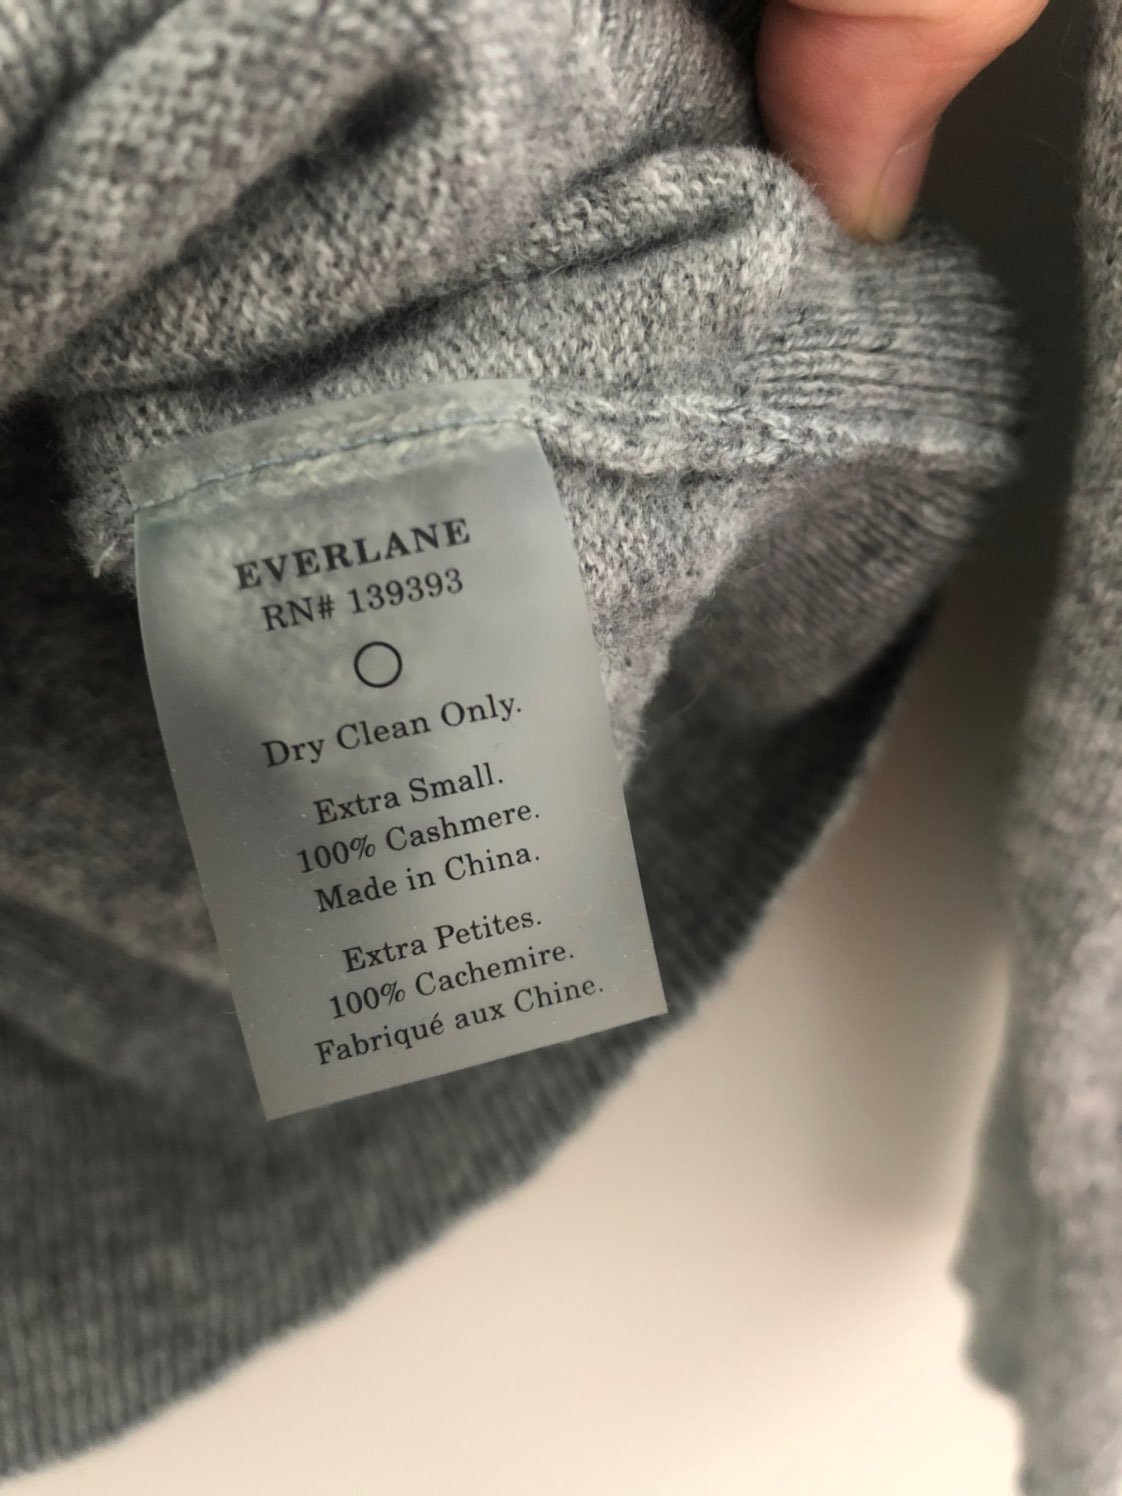 EVERLANE
RN# 139393
Dry Clean Only.
Extra Small.
100% Cashmere.
Made in China.
Extra Petites.
100% Cachemire.
Fabriqué aux Chine.